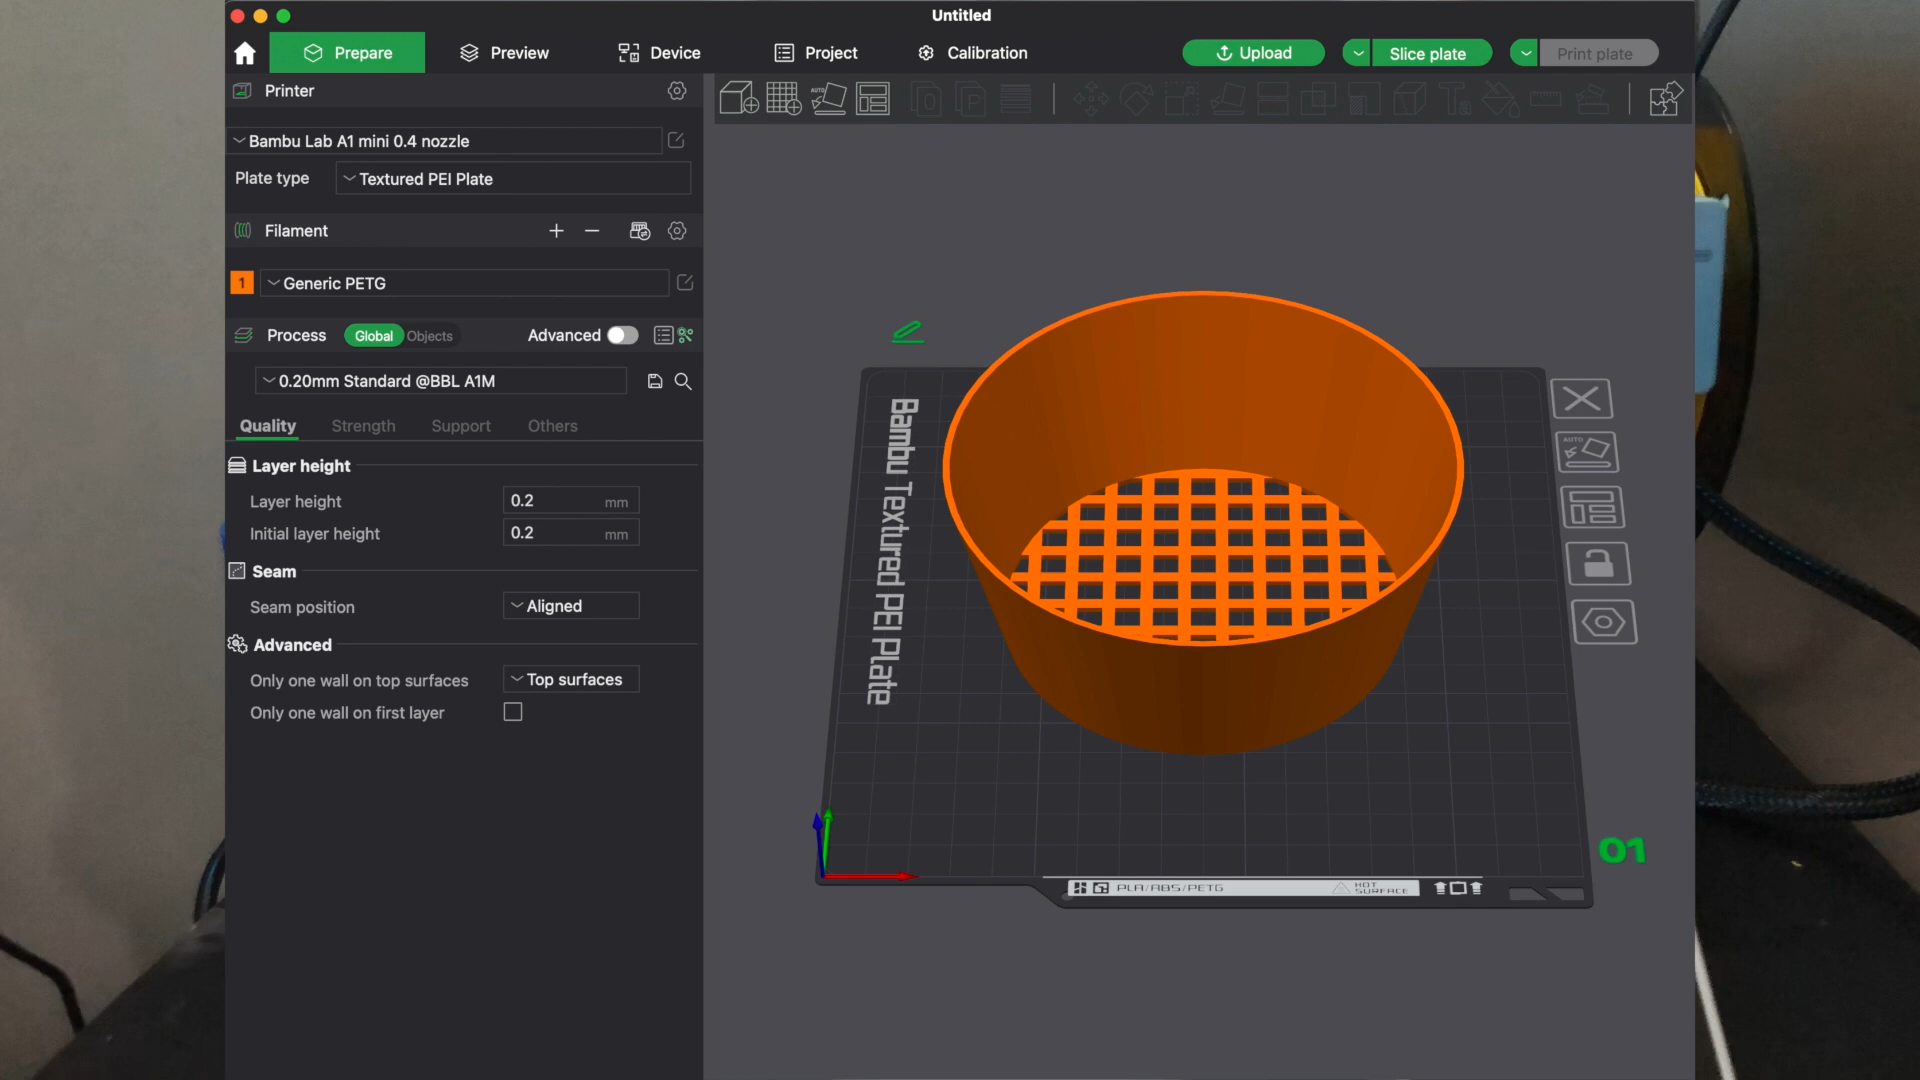 Untitled
Prepare
Preview
Device
Project
Calibration
Upload
Slice plate
Print plate
Printer
Bambu Lab A1 mini 0.4 nozzle
Plate type
Textured PEI Plate
Filament
1
Generic PETG
Process
Global
Objects
Advanced
0.20mm Standard @BBL A1M
Quality
Strength
Support
Others
Layer height
Layer height
0.2
mm
Initial layer height
0.2
mm
Seam
Seam position
Aligned
Advanced
Only one wall on top surfaces
Top surfaces
Only one wall on first layer
AUTO
Bambu Textured PEI Plate
AUTO
01
PLA/ABS/PETG
HOT
SURFACE